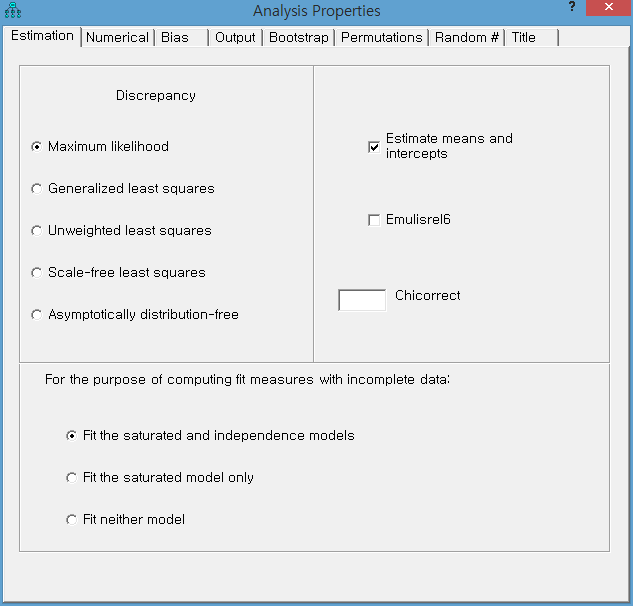 Analysis Properties
?
Estimation Numerical Bias Output Bootstrap Permutations Random # Title
Discrepancy
Maximum likelihood
Generalized least squares
Unweighted least squares
Scale-free least squares
Asymptotically distribution-free
Estimate means and
intercepts
Emulisrel6
Chicorrect
For the purpose of computing fit measures with incomplete data:
Fit the saturated and independence models
Fit the saturated model only
Fit neither model